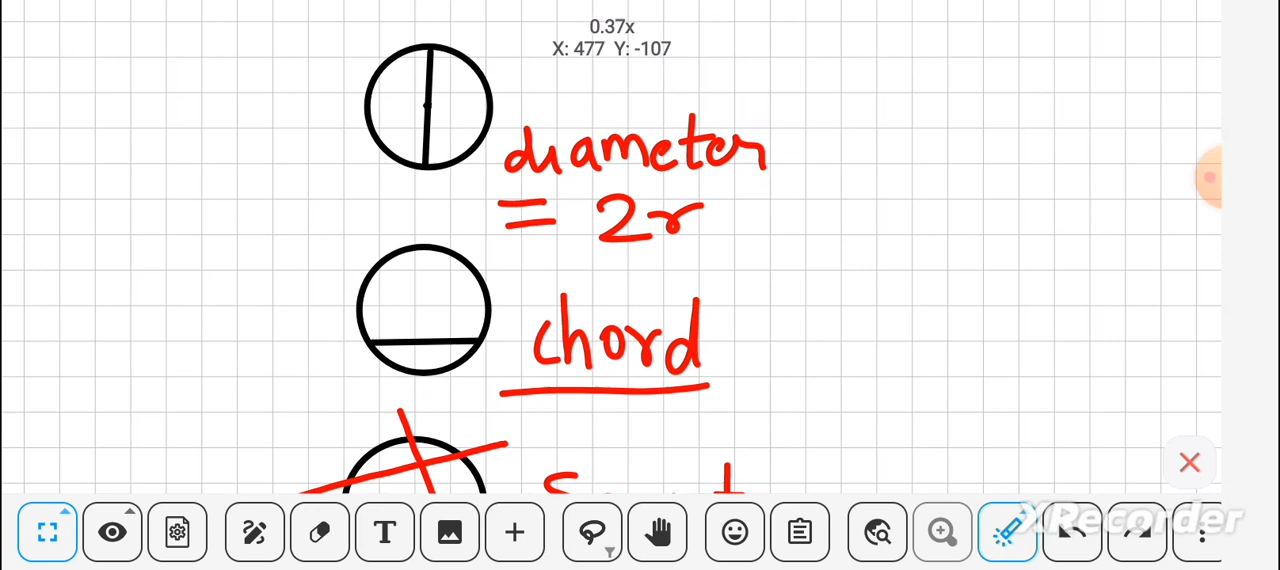 0.37x
X: 477 Y: -107
diameter
= 2r
chord
T
XRecorder